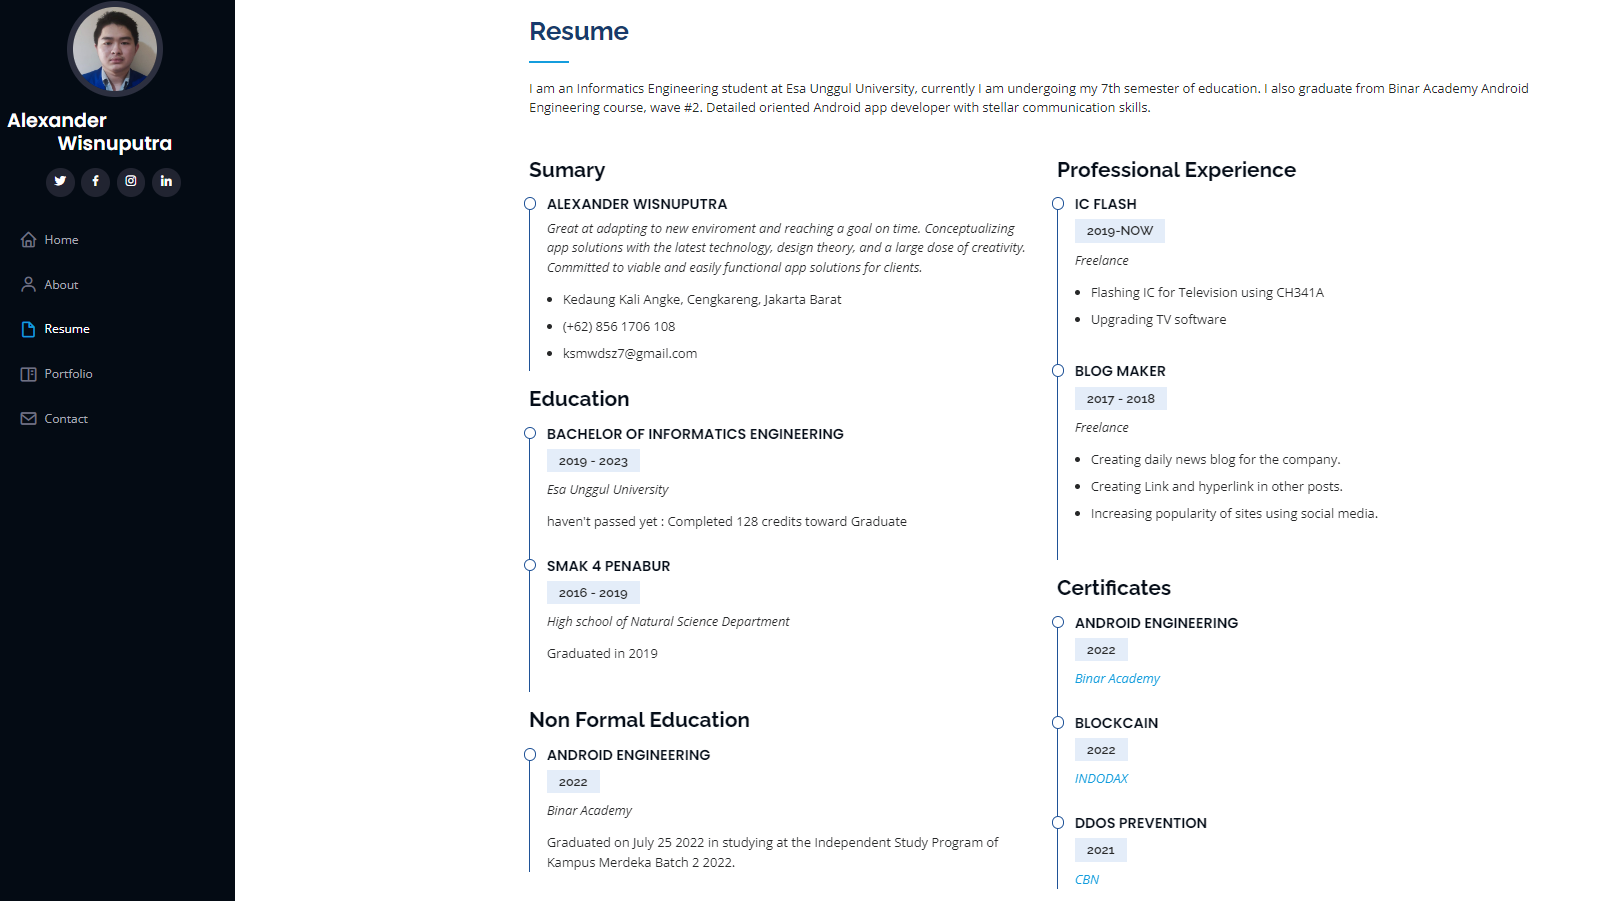 Alexander
Wisnuputra
Home
About
Resume
Portfolio
Contact
Resume
I am an Informatics Engineering student at Esa Unggul University, currently I am undergoing my 7th semester of education. I also graduate from Binar Academy Android
Engineering course, wave #2. Detailed oriented Android app developer with stellar communication skills.
Sumary
ALEXANDER WISNUPUTRA
Great at adapting to new enviroment and reaching a goal on time. Conceptualizing
app solutions with the latest technology, design theory, and a large dose of creativity.
Committed to viable and easily functional app solutions for clients.
Kedaung Kali Angke, Cengkareng, Jakarta Barat
(+62) 856 1706 108
ksmwdsz7@gmail.com
Education
BACHELOR OF INFORMATICS ENGINEERING
2019 - 2023
Esa Unggul University
haven't passed yet : Completed 128 credits toward Graduate
SMAK 4 PENABUR
2016 - 2019
High school of Natural Science Department
Graduated in 2019
Non Formal Education
ANDROID ENGINEERING
2022
Binar Academy
Graduated on July 25 2022 in studying at the Independent Study Program of
Kampus Merdeka Batch 2 2022.
Professional Experience
IC FLASH
2019-NOW
Freelance
Flashing IC for Television using CH341A
Upgrading TV software
BLOG MAKER
2017 - 2018
Freelance
Creating daily news blog for the company.
Creating Link and hyperlink in other posts.
Increasing popularity of sites using social media.
Certificates
ANDROID ENGINEERING
2022
Binar Academy
BLOCKCAIN
2022
INDODAX
DDOS PREVENTION
2021
CBN